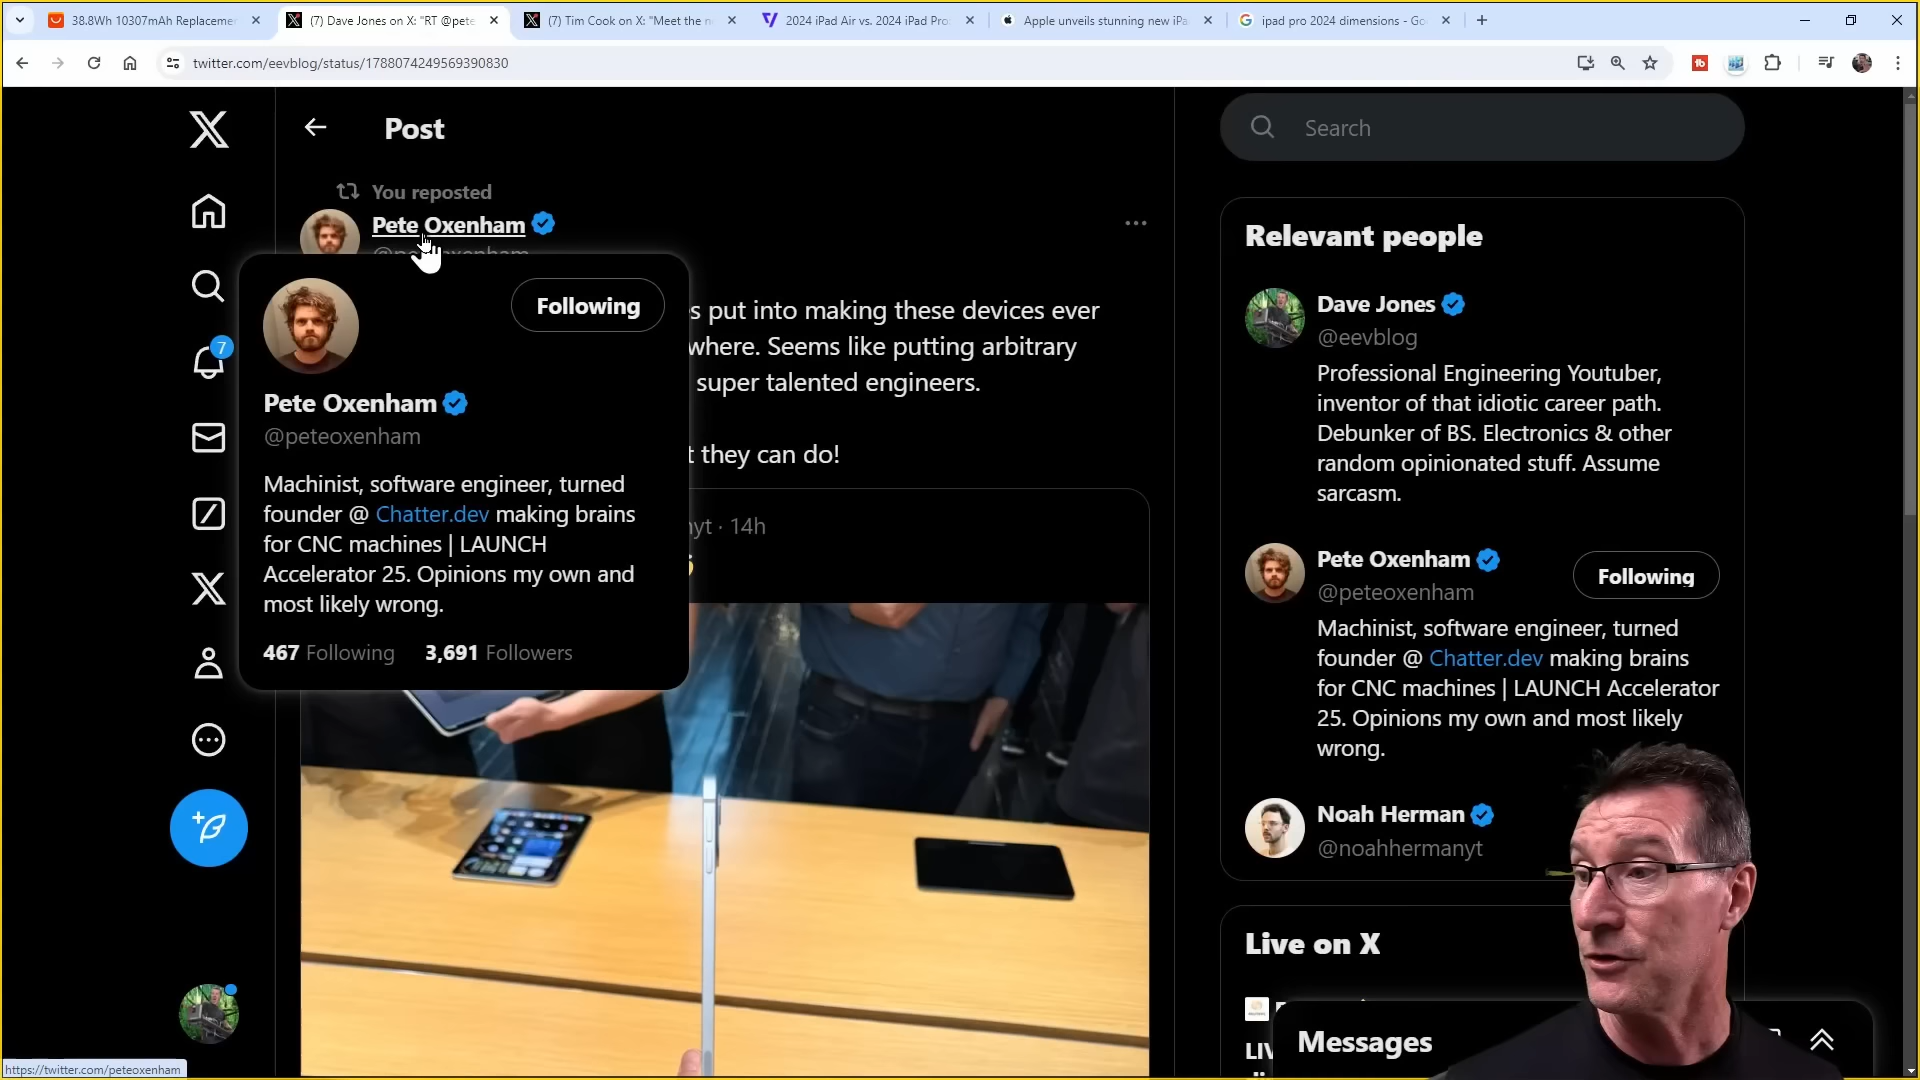 38.8Wh 10307mAh Replacemen
(7) Dave Jones on X: "RT @pete
(7) Tim Cook on X: "Meet the n
2024 iPad Air vs. 2024 iPad Pro
Apple unveils stunning new iPa
ipad pro 2024 dimensions - Go
twitter.com/eevblog/status/1788074249569390830
Post
Search
You reposted
Pete Oxenham
put into making these devices ever
where. Seems like putting arbitrary
super talented engineers.
they can do!
14h
Following
Pete Oxenham
@peteoxenham
Machinist, software engineer, turned
founder @ Chatter.dev making brains
for CNC machines | LAUNCH
Accelerator 25. Opinions my own and
most likely wrong.
467 Following 3,691 Followers
7
Relevant people
Dave Jones
@eevblog
Professional Engineering Youtuber,
inventor of that idiotic career path.
Debunker of BS. Electronics & other
random opinionated stuff. Assume
sarcasm.
Pete Oxenham
@peteoxenham
Following
Machinist, software engineer, turned
founder @ Chatter.dev making brains
for CNC machines | LAUNCH Accelerator
25. Opinions my own and most likely
wrong.
Noah Herman
@noahhermanyt
Live on X
Messages
https://twitter.com/peteoxenham